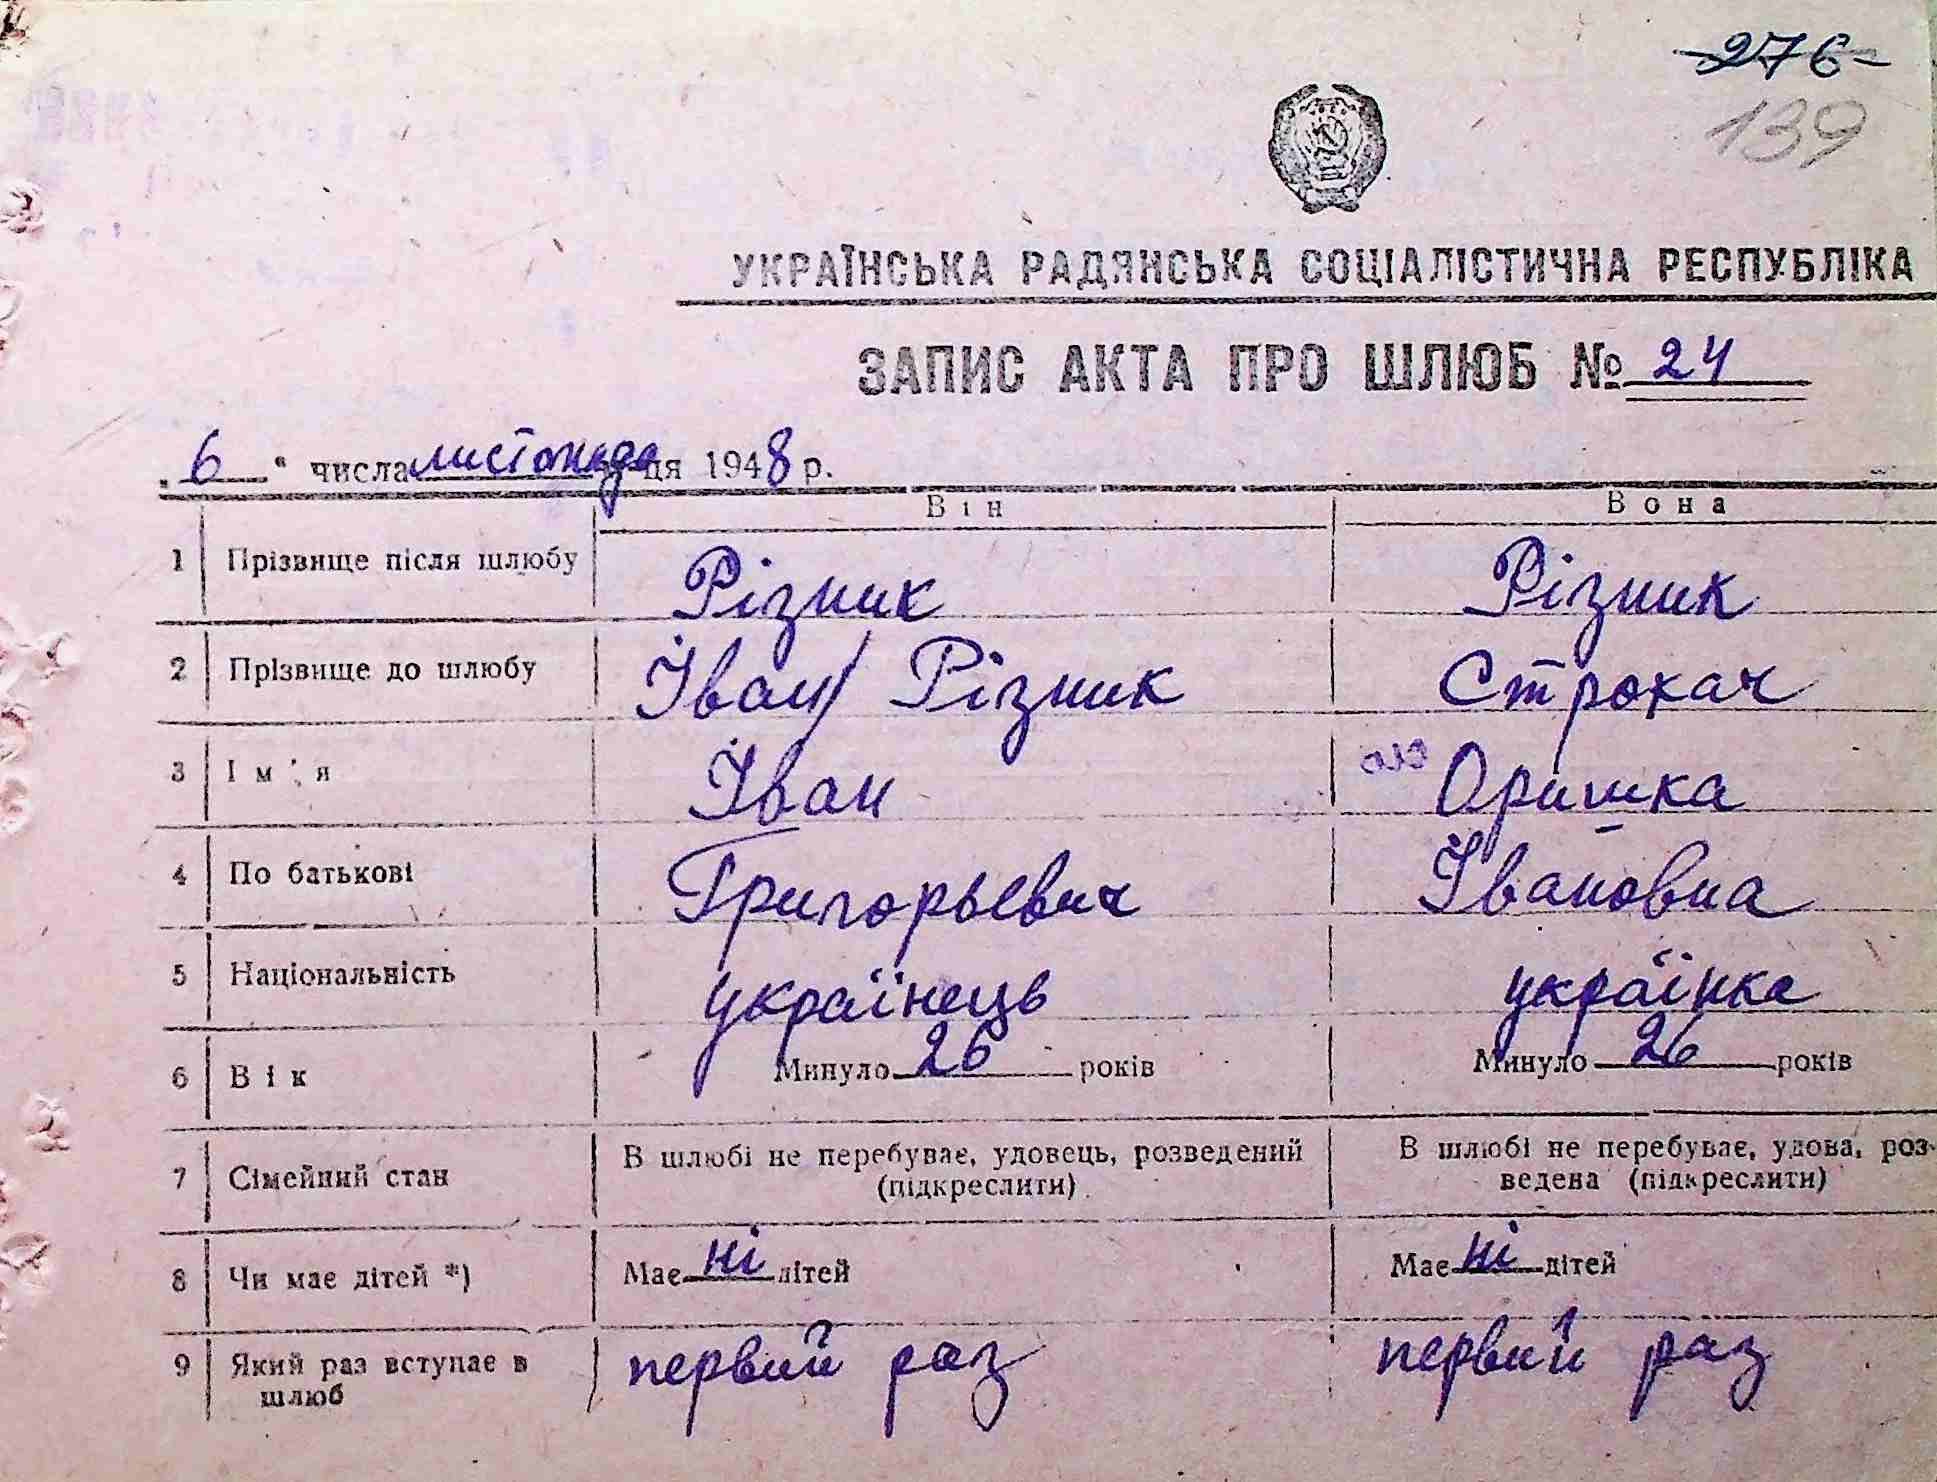 276
139
УКРАЇНСЬКА РАДЯНСЬКА СОЦІАЛІСТИЧНА РЕСПУБЛІКА
ЗАПИС АКТА ПРО ШЛЮБ № 24
„6“ числа листопада м-ця 1948 р.
Він Вона
1 Прізвище після шлюбу Різник Різник
2 Прізвище до шлюбу Іван/ Різник Строкач
3 Ім'я Іван Оришка
4 По батькові Григорьевич Івановна
5 Національність українець українка
6 Вік Минуло 26 років Минуло 26 років
7 Сімейний стан В шлюбі не перебуває, удовець, розведений В шлюбі не перебуває, удова, роз-
(підкреслити) ведена (підкреслити)
8 Чи має дітей *) Має ні дітей Має ні дітей
9 Який раз вступає в первий раз первий раз
шлюб